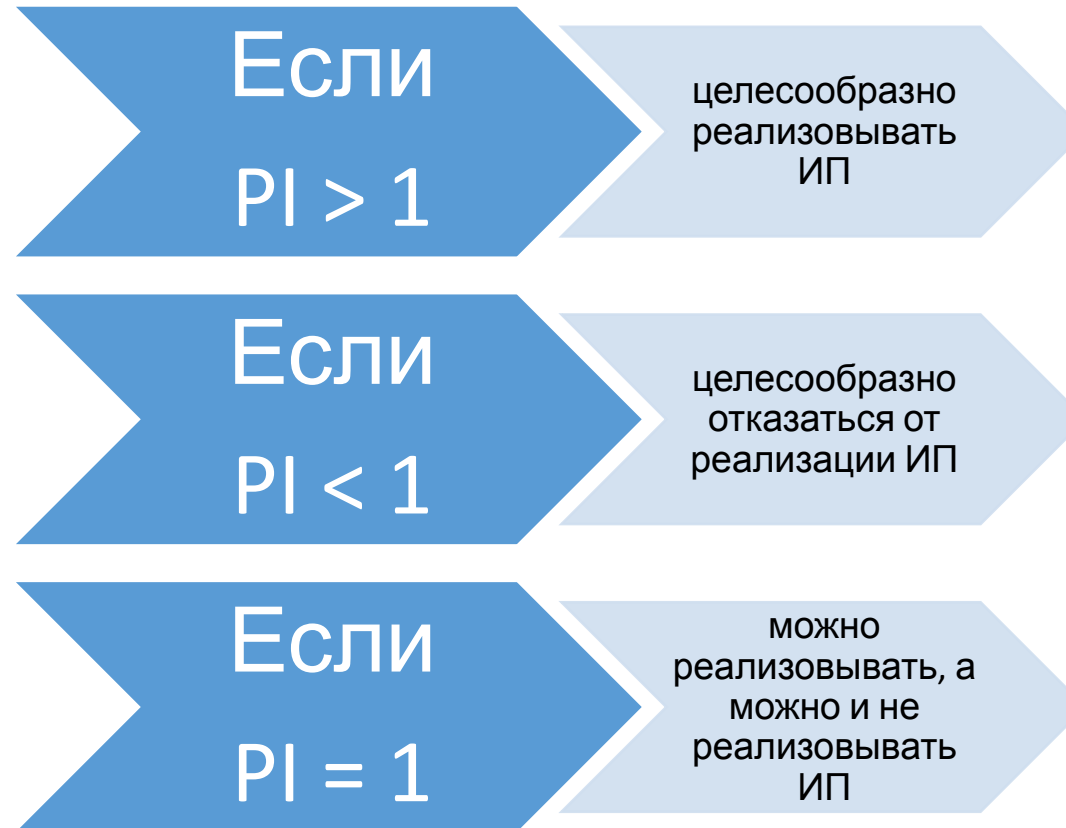 Если
PI > 1
целесообразно
реализовывать
ИП
Если
PI < 1
целесообразно
отказаться от
реализации ИП
Если
PI = 1
можно
реализовывать, а
можно и не
реализовывать
ИП